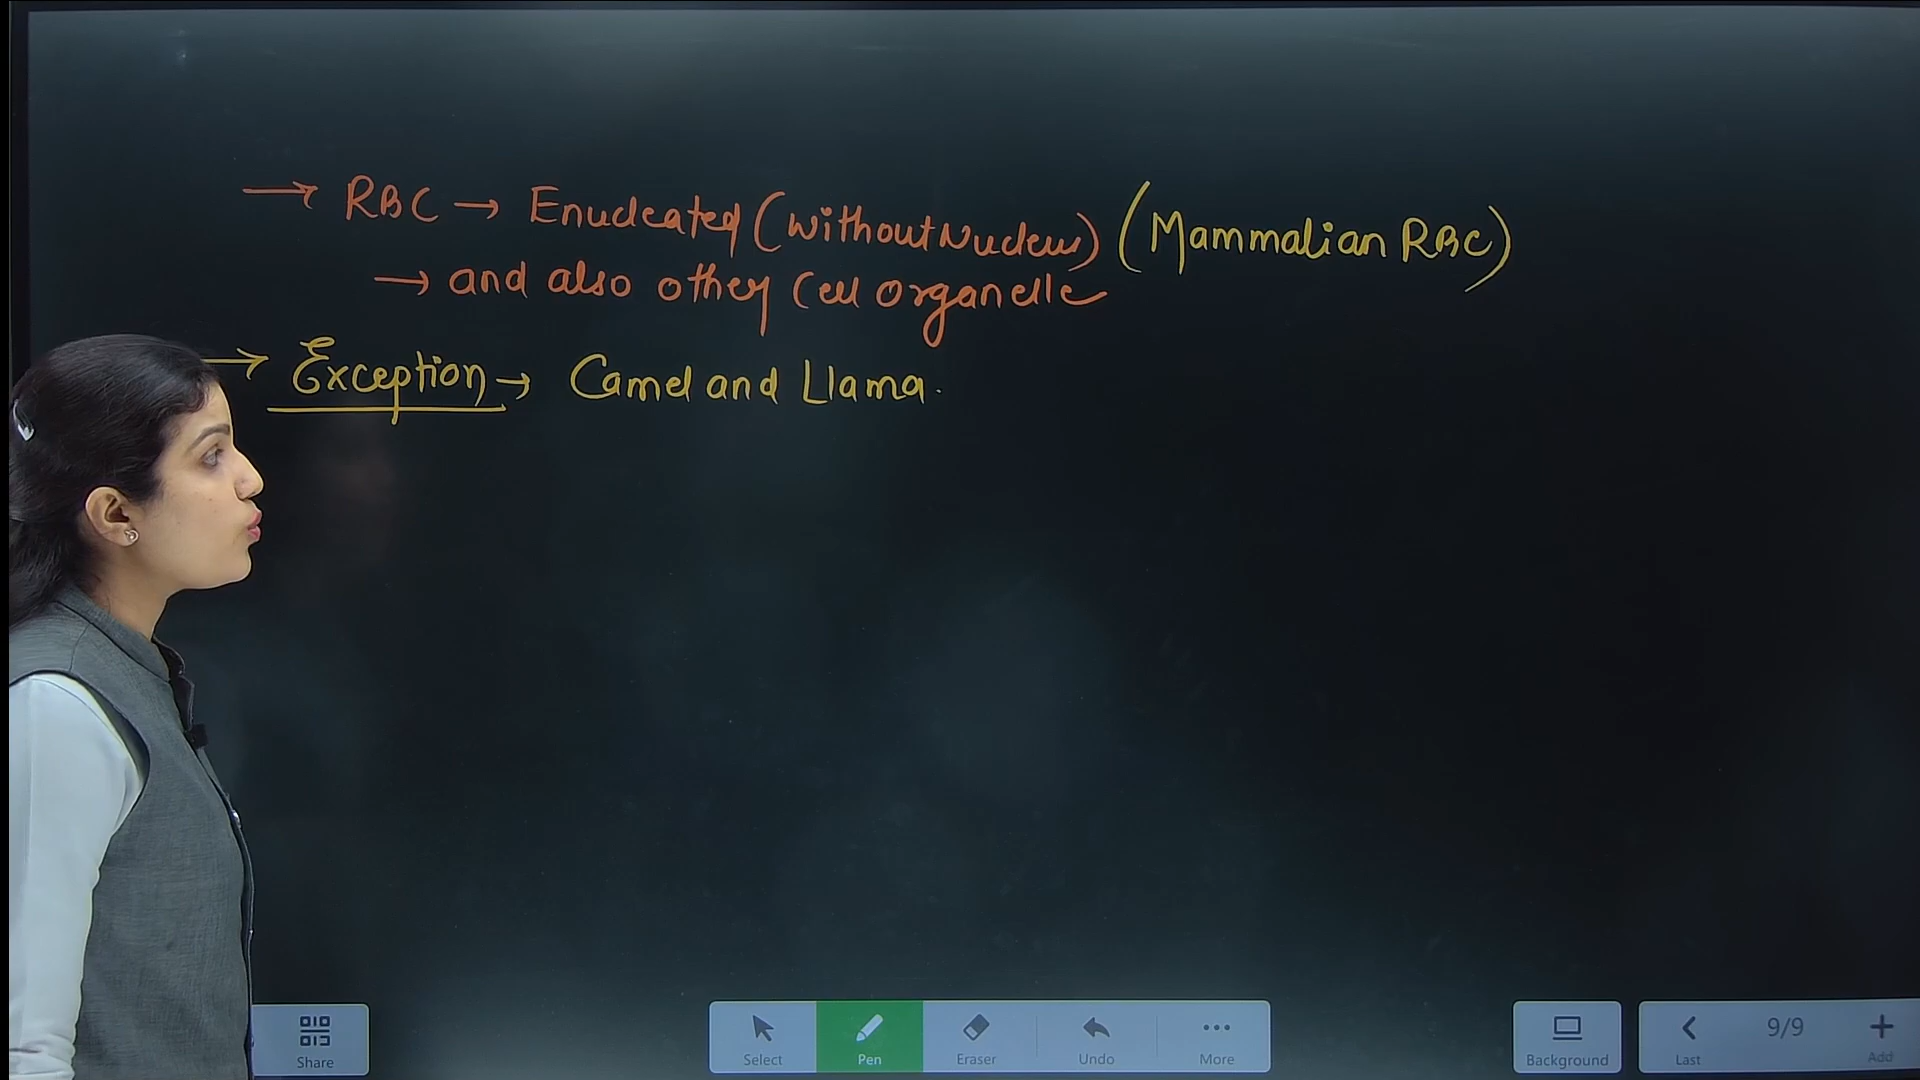 → RBC → Enucleated (Without Nucleus) (Mammalian RBC)
→ and also other Cell organelle
→ Exception → Camel and Llama.
Share
Select
Pen
Eraser
Undo
More
Background
Last
9/9
Add